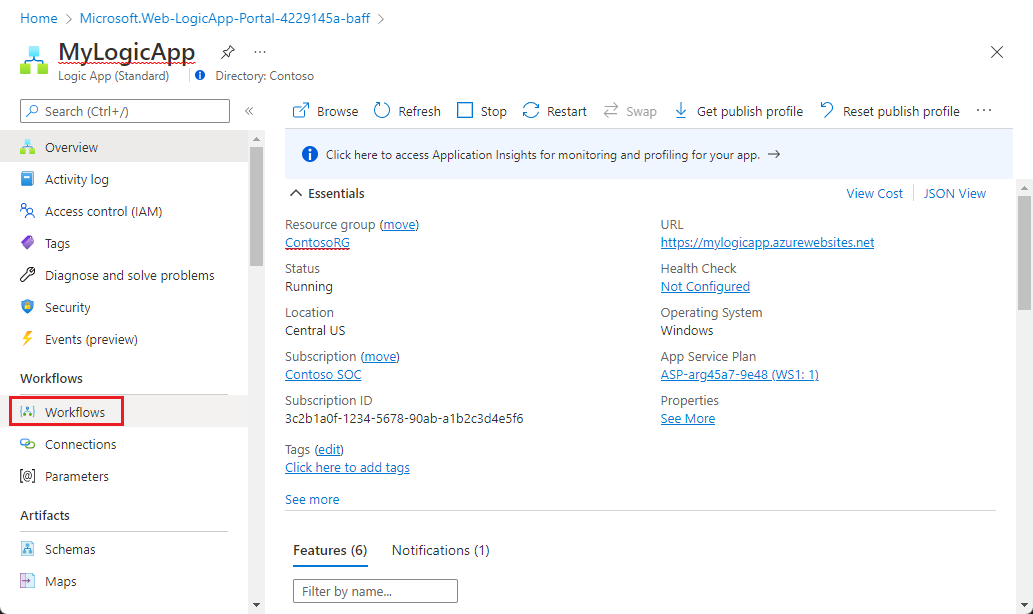 Home > Microsoft.Web-LogicApp-Portal-4229145a-baff >
MyLogicApp ...
Logic App (Standard) Directory: Contoso
Search (Ctrl+/) «
Browse Refresh Stop Restart Swap Get publish profile Reset publish profile ...
Overview
Activity log
Access control (IAM)
Tags
Diagnose and solve problems
Security
Events (preview)
Workflows
Workflows
Connections
Parameters
Artifacts
Schemas
Maps
Click here to access Application Insights for monitoring and profiling for your app. →
Essentials
View Cost JSON View
Resource group (move)
ContosoRG
Status
Running
Location
Central US
Subscription (move)
Contoso SOC
Subscription ID
3c2b1a0f-1234-5678-90ab-a1b2c3d4e5f6
Tags (edit)
Click here to add tags
See more
URL
https://mylogicapp.azurewebsites.net
Health Check
Not Configured
Operating System
Windows
App Service Plan
ASP-arg45a7-9e48 (WS1: 1)
Properties
See More
Features (6) Notifications (1)
Filter by name...